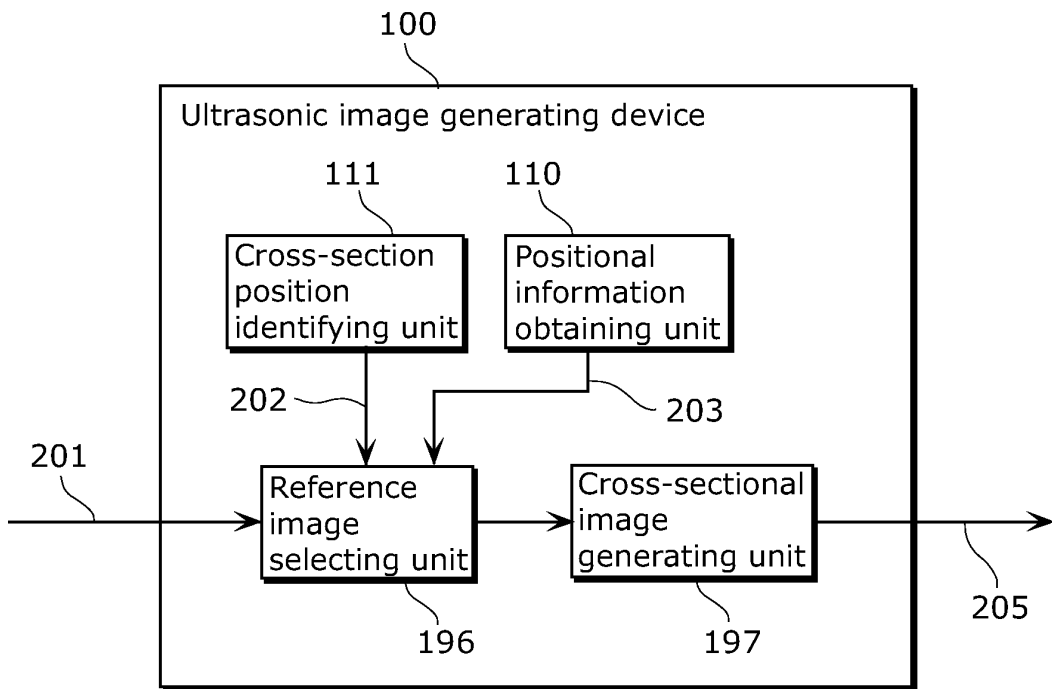 100
Ultrasonic image generating device
111
110
Cross-section
position
identifying unit
Positional
information
obtaining unit
202
203
201
Reference
image
selecting unit
Cross-sectional
image
generating unit
205
196
197